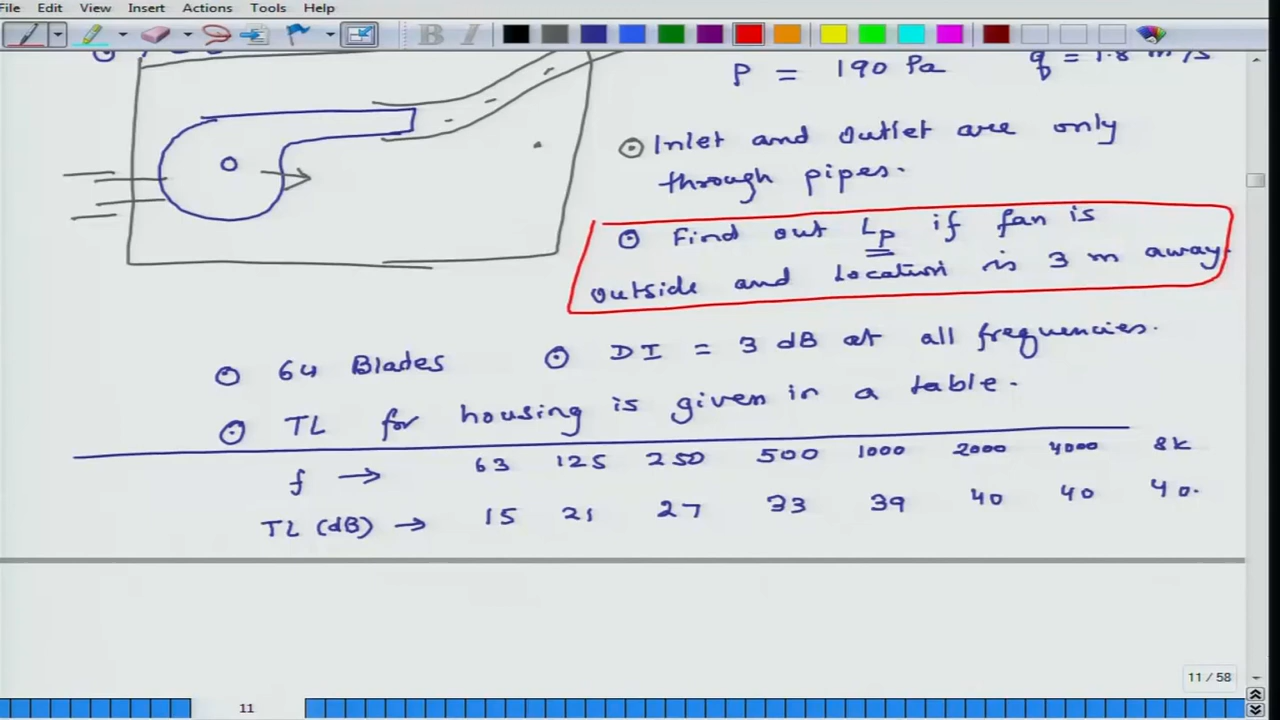 File Edit View Insert Actions Tools Help
P = 190 Pa q = 1.8 m³/s
⊙ Inlet and outlet are only
through pipes.
⊙ Find out Lp if fan is
outside and location is 3 m away.
⊙ 64 Blades ⊙ DI = 3 dB at all frequencies.
⊙ TL for housing is given in a table.
f → 63 125 250 500 1000 2000 4000 8k
TL (dB) → 15 21 27 33 39 40 40 40.
11 / 58
11